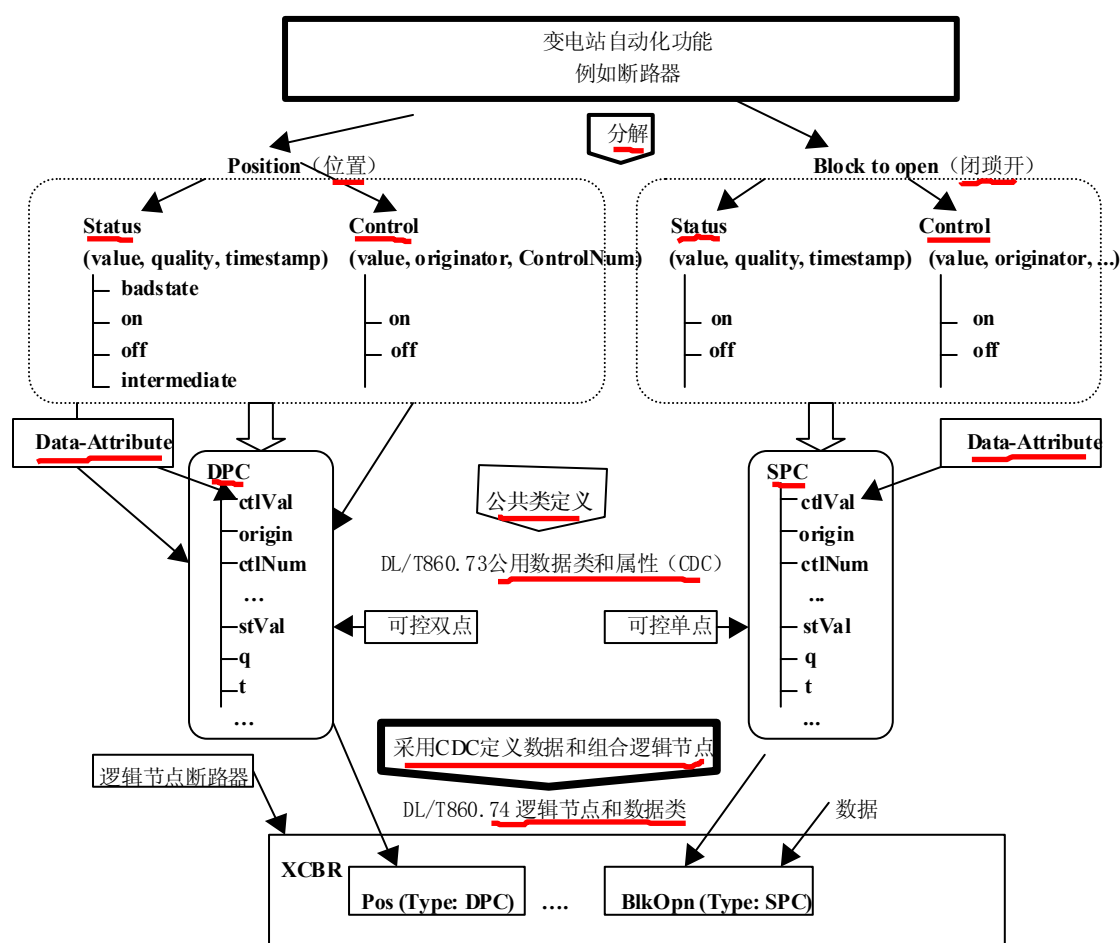 变电站自动化功能
例如断路器
分解
Position（位置）
Block to open（闭琐开）
Status
Control
Status
Control
(value, quality, timestamp)
(value, originator, ControlNum)
(value, quality, timestamp)
(value, originator, ...)
badstate
on
off
intermediate
on
off
on
off
on
off
Data-Attribute
Data-Attribute
DPC
ctlVal
origin
ctlNum
…
stVal
q
t
…
公共类定义
DL/T860.73公用数据类和属性（CDC）
可控双点
可控单点
SPC
ctlVal
origin
ctlNum
...
stVal
q
t
...
采用CDC定义数据和组合逻辑节点
逻辑节点断路器
DL/T860.74 逻辑节点和数据类
数据
XCBR
Pos (Type: DPC)
….
BlkOpn (Type: SPC)